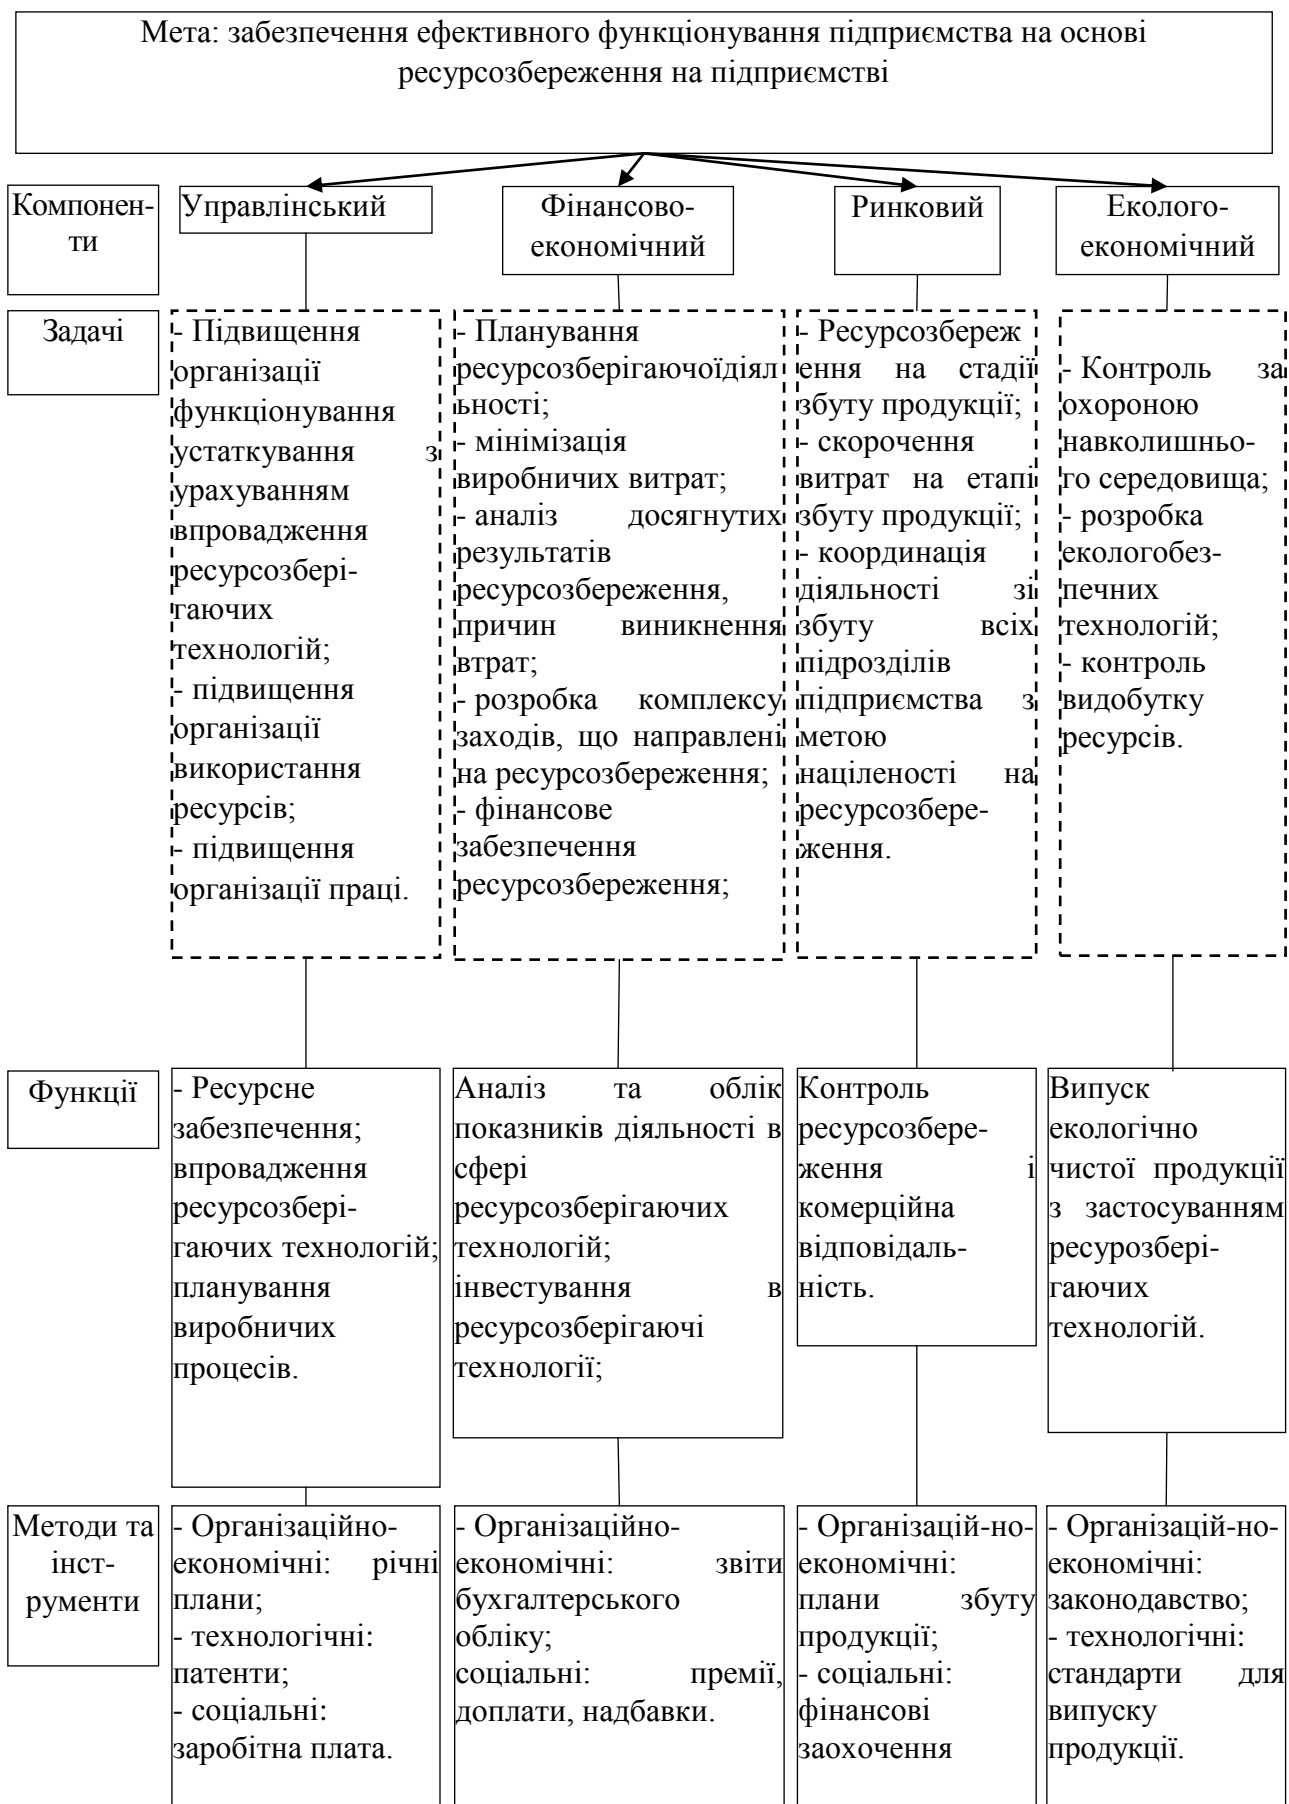 Мета: забезпечення ефективного функціонування підприємства на основі
ресурсозбереження на підприємстві
Компонен-
ти
Управлінський
Фінансово-
економічний
Ринковий
Еколого-
економічний
Задачі
- Підвищення
організації
функціонування
устаткування з
урахуванням
впровадження
ресурсозбері-
гаючих
технологій;
- підвищення
організації
використання
ресурсів;
- підвищення
організації праці.
- Планування
ресурсозберігаючоїдіял
ьності;
- мінімізація
виробничих витрат;
- аналіз досягнутих
результатів
ресурсозбереження,
причин виникнення
втрат;
- розробка комплексу
заходів, що направлені
на ресурсозбереження;
- фінансове
забезпечення
ресурсозбереження;
- Ресурсозбереж
ення на стадії
збуту продукції;
- скорочення
витрат на етапі
збуту продукції;
- координація
діяльності зі
збуту всіх
підрозділів
підприємства з
метою
націленості на
ресурсозбере-
ження.
- Контроль за
охороною
навколишньо-
го середовища;
- розробка
екологобез-
печних
технологій;
- контроль
видобутку
ресурсів.
Функції
- Ресурсне
забезпечення;
впровадження
ресурсозбері-
гаючих технологій;
планування
виробничих
процесів.
Аналіз та облік
показників діяльності в
сфері
ресурсозберігаючих
технологій;
інвестування в
ресурсозберігаючі
технології;
Контроль
ресурсозбере-
ження і
комерційна
відповідаль-
ність.
Випуск
екологічно
чистої продукції
з застосуванням
ресурозбері-
гаючих
технологій.
Методи та
інст-
рументи
- Організаційно-
економічні: річні
плани;
- технологічні:
патенти;
- соціальні:
заробітна плата.
- Організаційно-
економічні: звіти
бухгалтерського
обліку;
соціальні: премії,
доплати, надбавки.
- Організацій-но-
економічні:
плани збуту
продукції;
- соціальні:
фінансові
заохочення
- Організацій-но-
економічні:
законодавство;
- технологічні:
стандарти для
випуску
продукції.